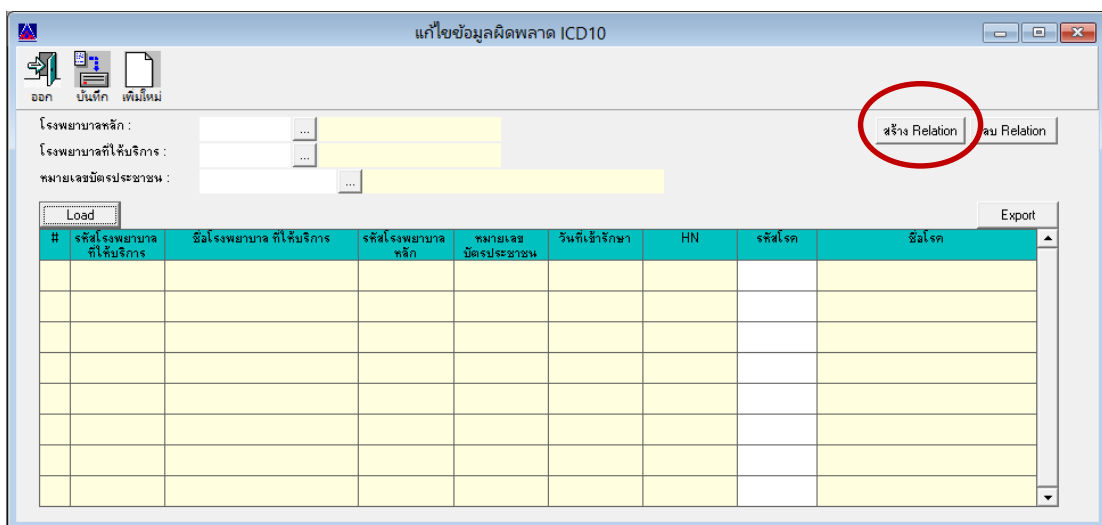 แก้ไขข้อมูลผิดพลาด ICD10
ออก บันทึก เพิ่มใหม่
โรงพยาบาลหลัก : ... สร้าง Relation ลบ Relation
โรงพยาบาลที่ให้บริการ : ...
หมายเลขบัตรประชาชน : ...
Load Export
# รหัสโรงพยาบาล ชื่อโรงพยาบาล ที่ให้บริการ รหัสโรงพยาบาล หมายเลข วันที่เข้ารักษา HN รหัสโรค ชื่อโรค
ที่ให้บริการ หลัก บัตรประชาชน